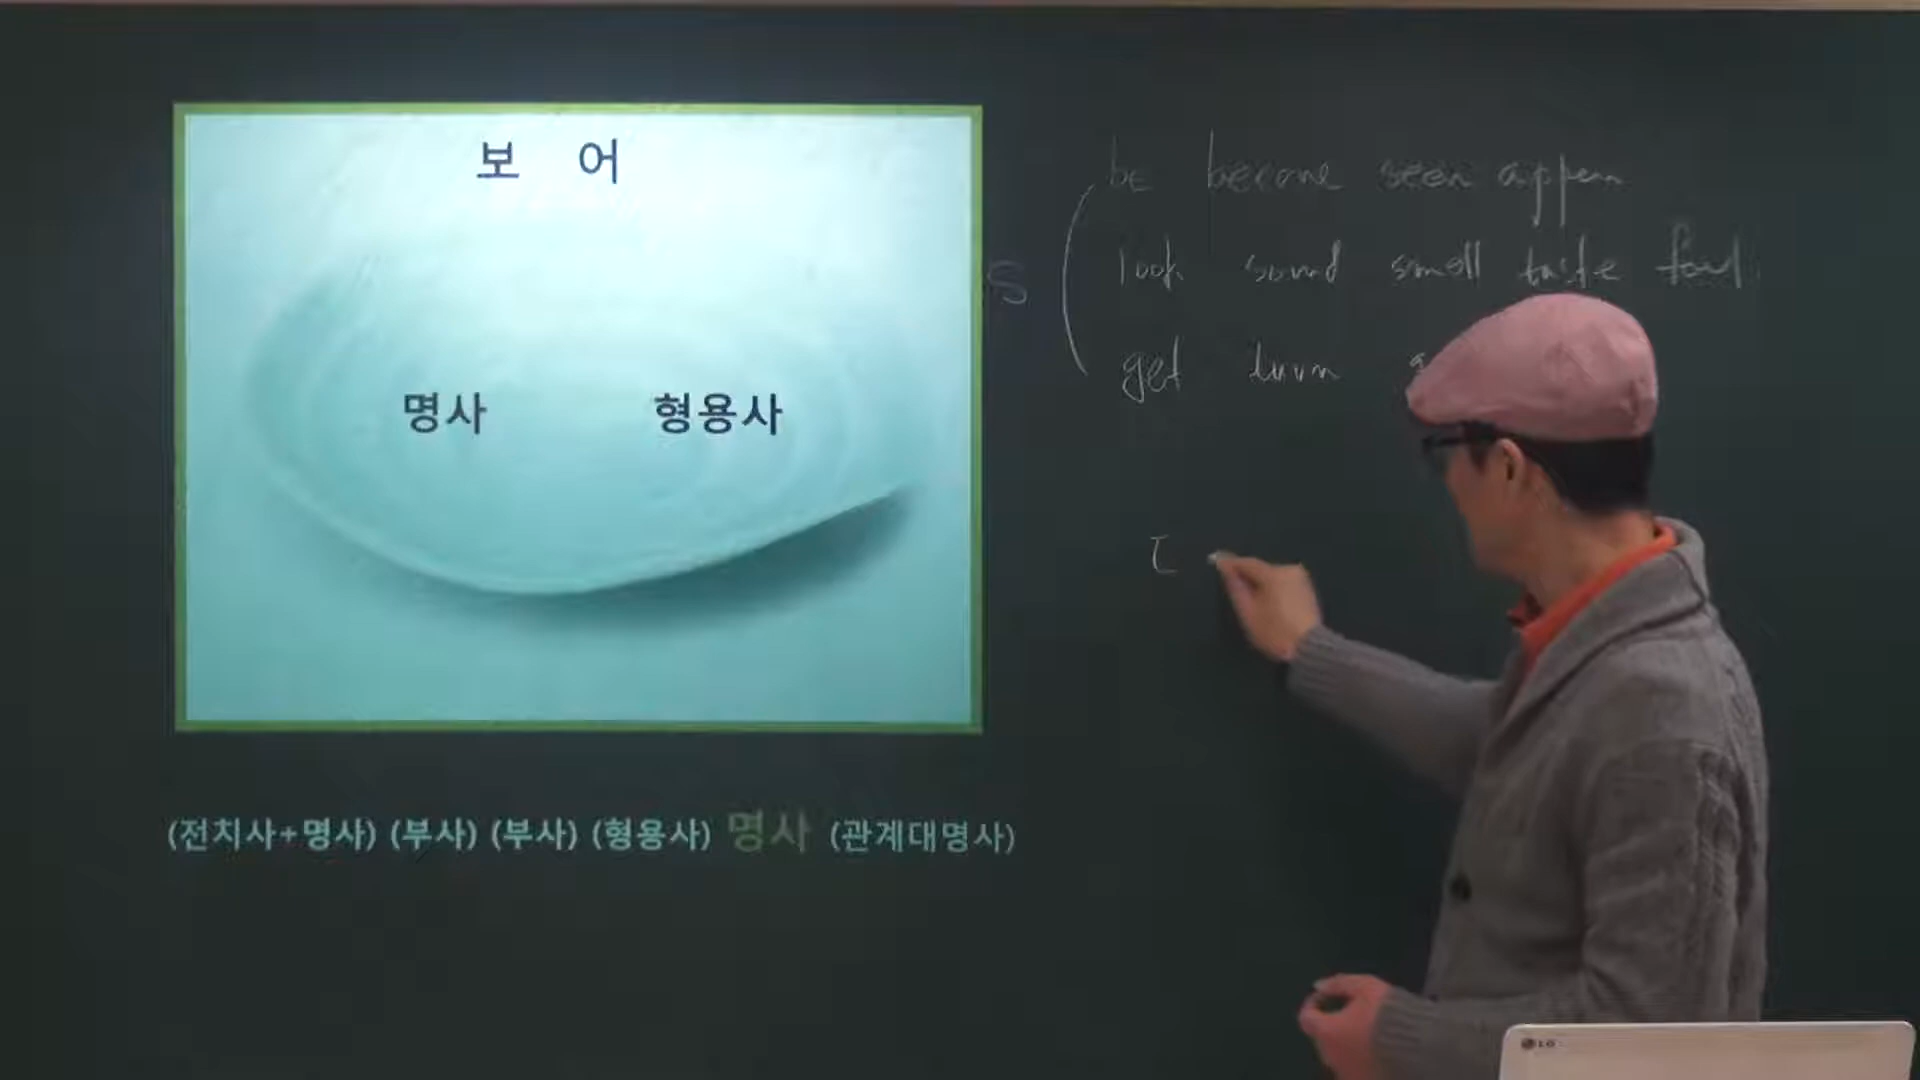 보 어
명사 형용사
(전치사+명사) (부사) (부사) (형용사) 명사 (관계대명사)
S
be become seem appear
look sound smell taste feel
get turn g
I
LG